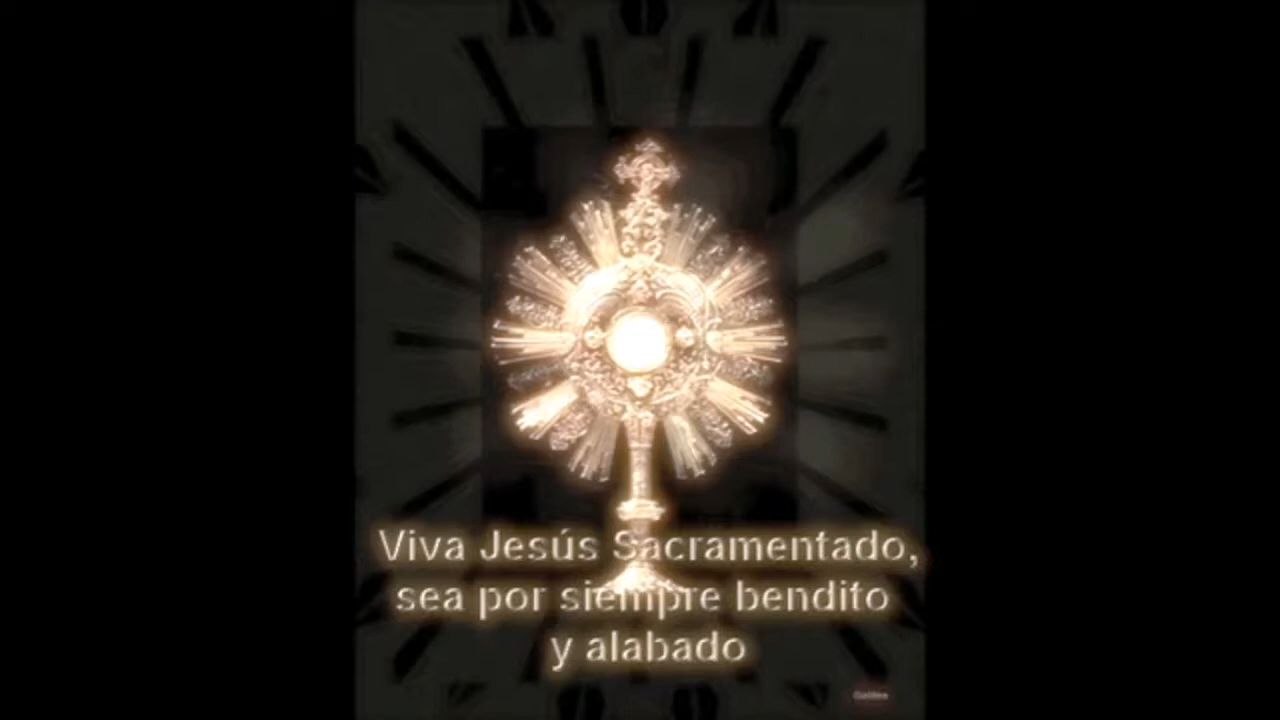 Viva Jesús Sacramentado,
sea por siempre bendito
y alabado